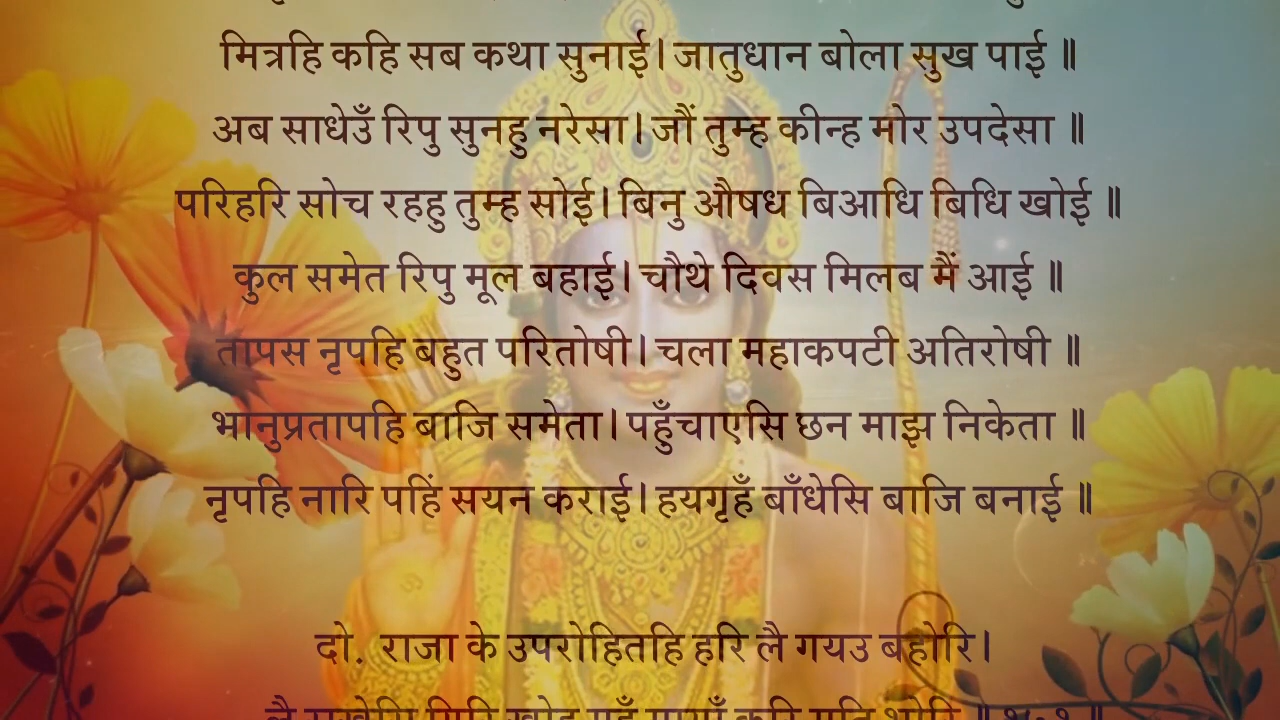 मित्रहि कहि सब कथा सुनाई। जातुधान बोला सुख पाई ॥
अब साधेउँ रिपु सुनहु नरेसा। जौं तुम्ह कीन्ह मोर उपदेसा ॥
परिहरि सोच रहहु तुम्ह सोई। बिनु औषध बिआधि बिधि खोई ॥
कुल समेत रिपु मूल बहाई। चौथे दिवस मिलब मैं आई ॥
तापस नृपहि बहुत परितोषी। चला महाकपटी अतिरोषी ॥
भानुप्रतापहि बाजि समेता। पहुँचाएसि छन माझ निकेता ॥
नृपहि नारि पहिं सयन कराई। हयगृहँ बाँधेसि बाजि बनाई ॥
दो. राजा के उपरोहितहि हरि लै गयउ बहोरि।